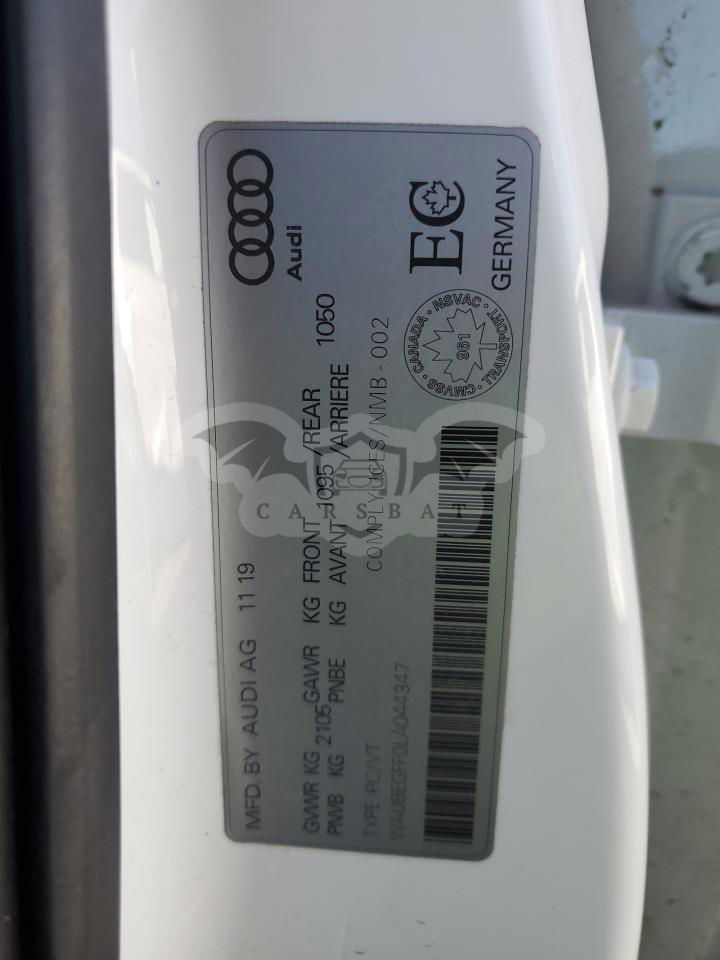 Audi
MFD. BY AUDI AG 11 19
GVWR KG 2105 GAWR KG FRONT 1095 /REAR 1050
PNVB KG PNBE KG AVANT /ARRIERE
TYPE PC/VT COMPLY:ICES/NMB - 002
WAUBEGFF0LA044347
EC
GERMANY
CMVSS · CANADA · NSVAC · TRANSPORT ·
961
CARSBAT